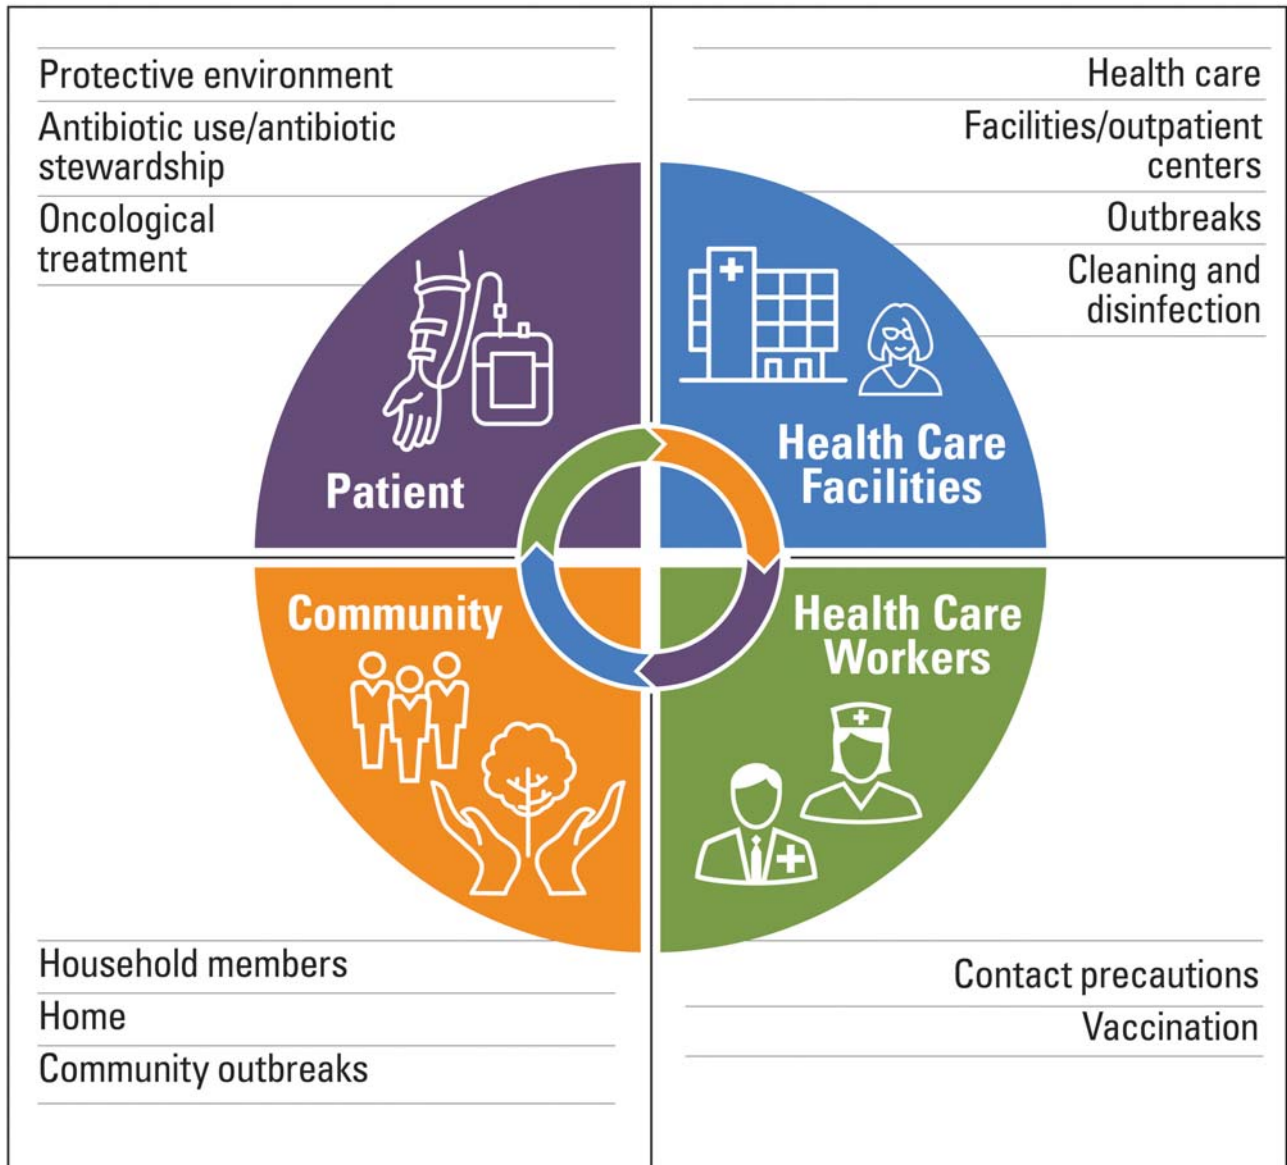 Protective environment
Antibiotic use/antibiotic
stewardship
Oncological
treatment
Patient
Health care
Facilities/outpatient
centers
Outbreaks
Cleaning and
disinfection
Health Care
Facilities
Community
Household members
Home
Community outbreaks
Health Care
Workers
Contact precautions
Vaccination